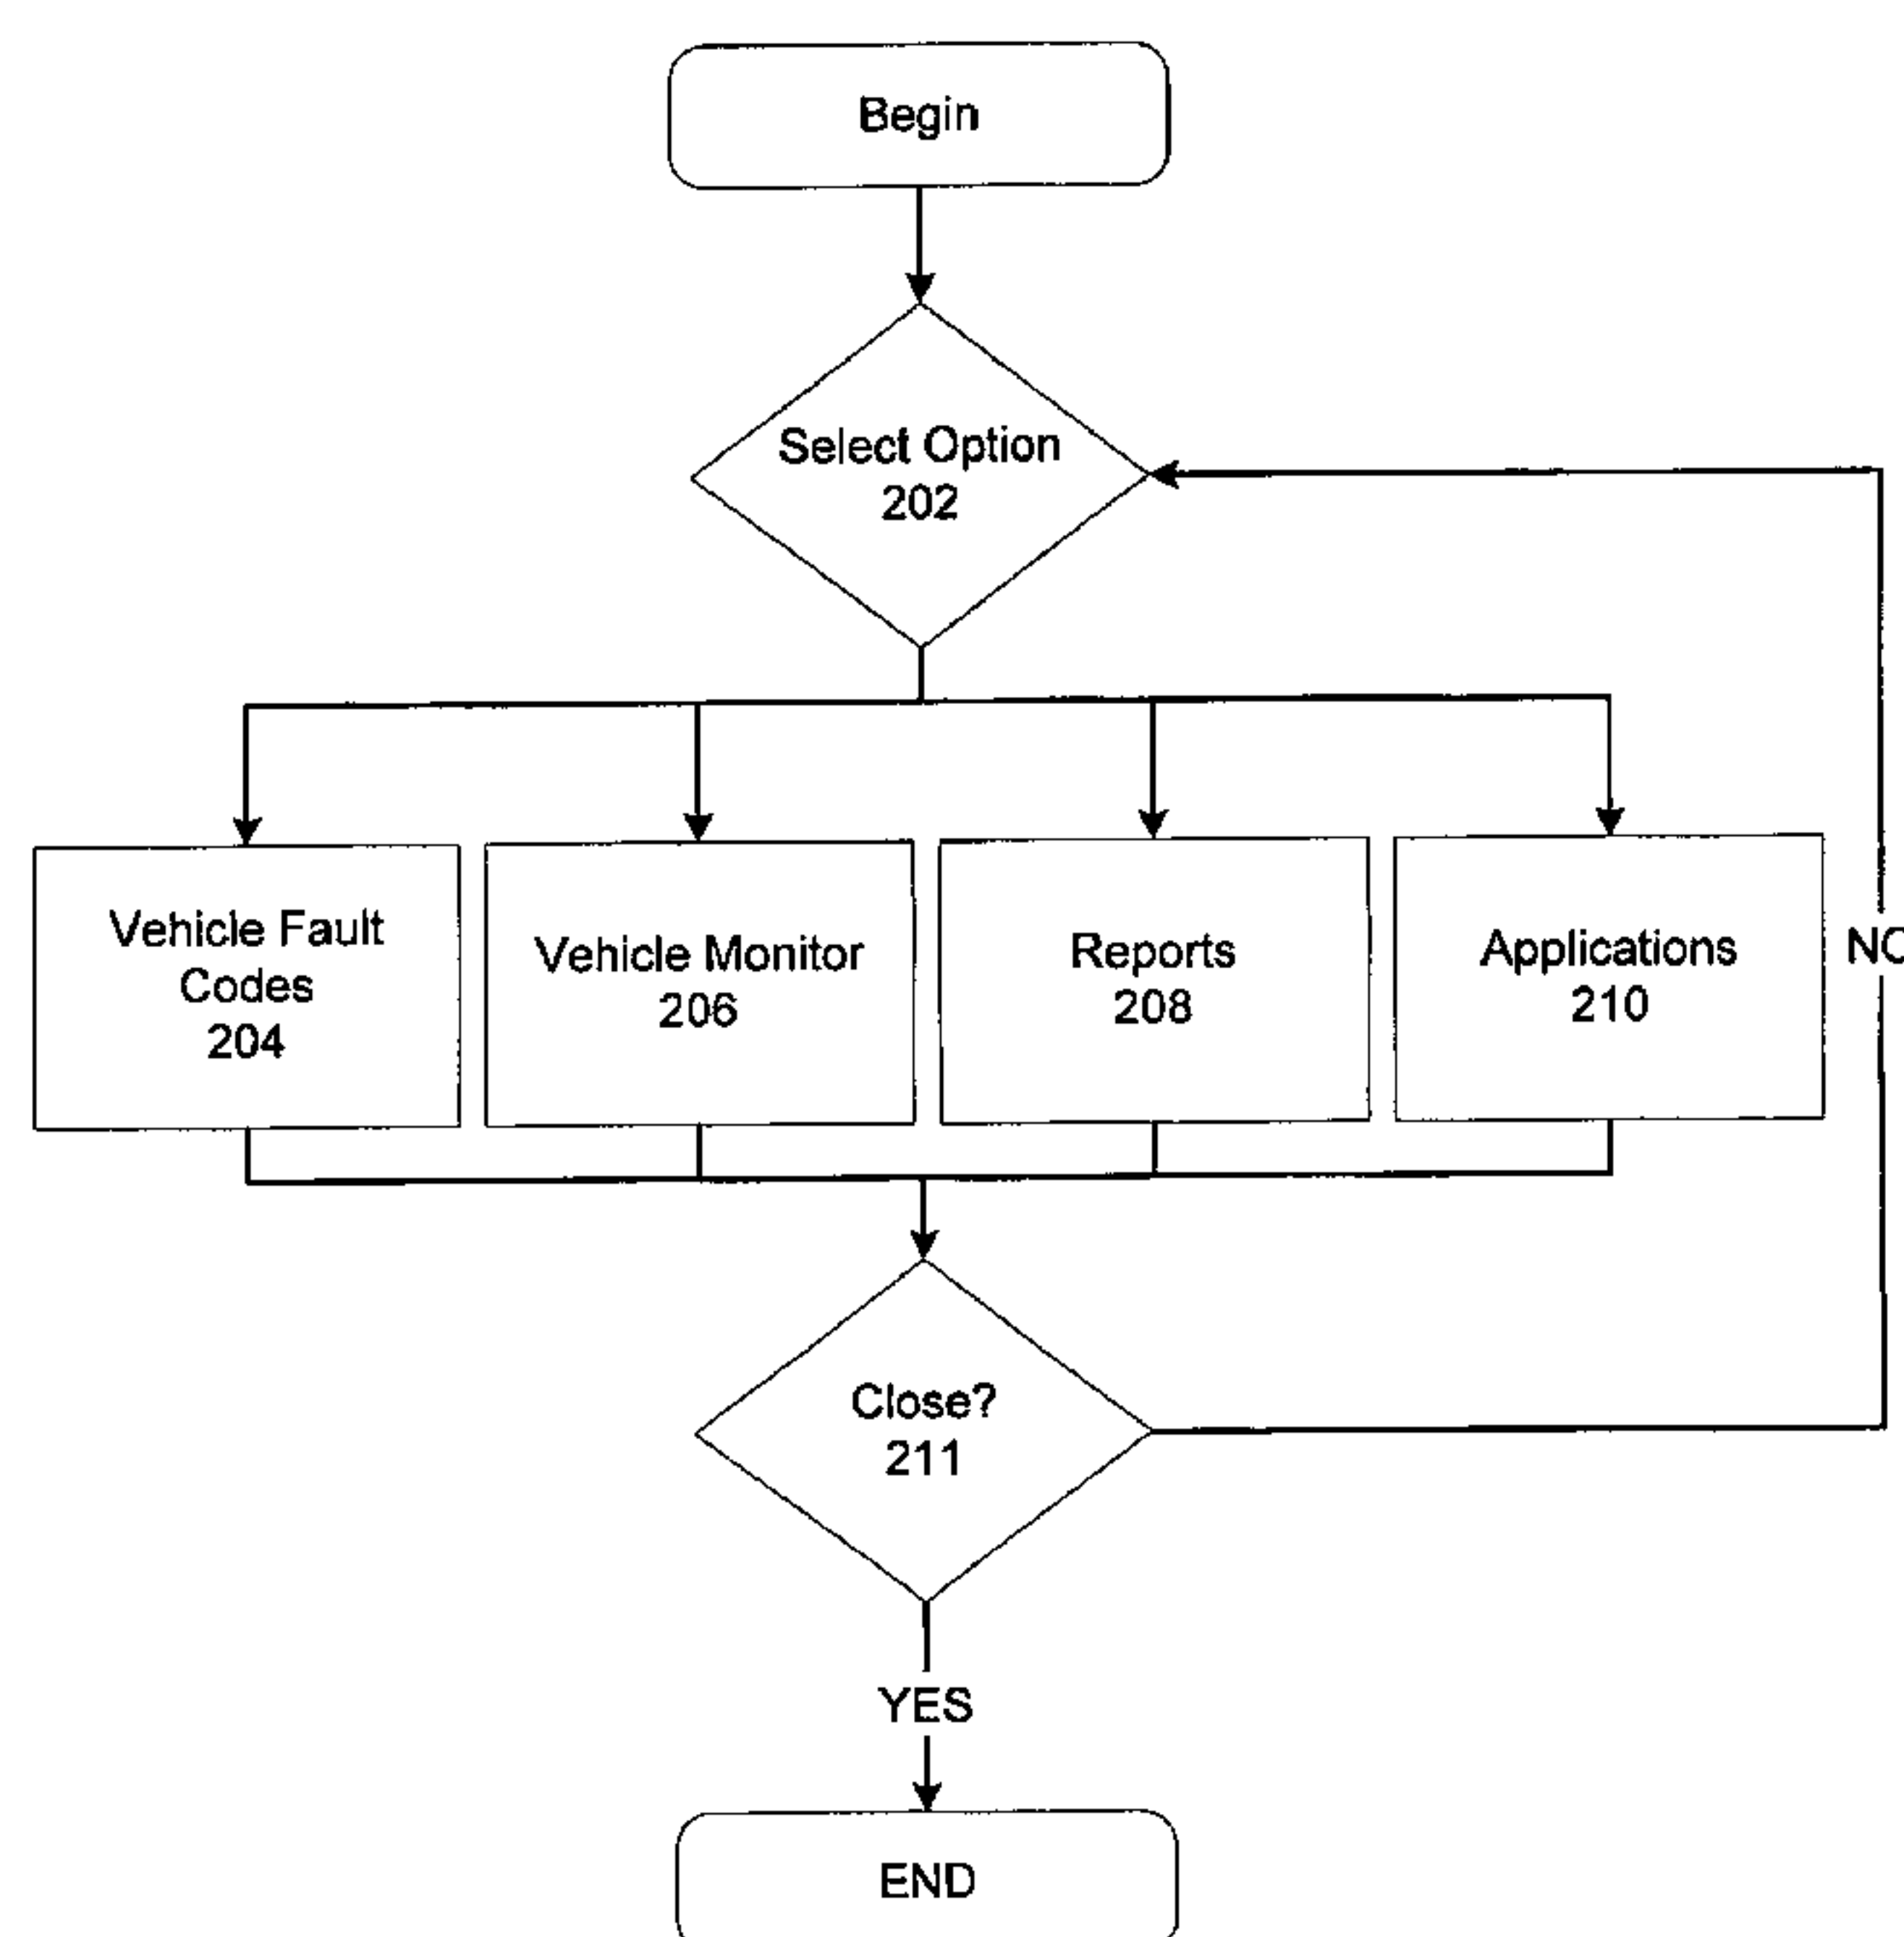 Begin
Select Option
202
Vehicle Fault
Codes
204
Vehicle Monitor
206
Reports
208
Applications
210
NO
Close?
211
YES
END